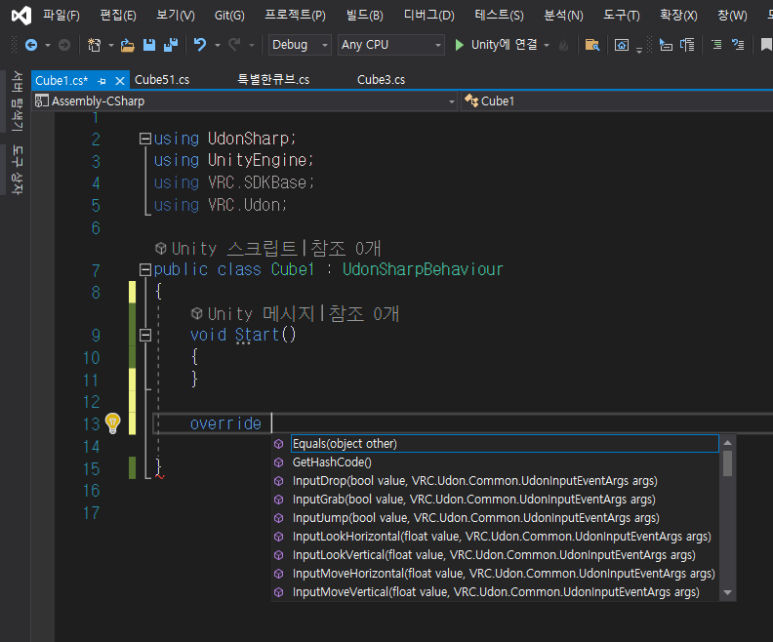 파일(F) 편집(E) 보기(V) Git(G) 프로젝트(P) 빌드(B) 디버그(D) 테스트(S) 분석(N) 도구(T) 확장(X) 창(W)
Debug Any CPU Unity에 연결
서버 탐색기
도구 상자
Cube1.cs* Cube51.cs 특별한큐브.cs Cube3.cs
Assembly-CSharp Cube1
1
2 using UdonSharp;
3 using UnityEngine;
4 using VRC.SDKBase;
5 using VRC.Udon;
6
Unity 스크립트|참조 0개
7 public class Cube1 : UdonSharpBehaviour
8 {
Unity 메시지|참조 0개
9 void Start()
10 {
11 }
12
13 override
Equals(object other)
14 GetHashCode()
InputDrop(bool value, VRC.Udon.Common.UdonInputEventArgs args)
15 }
InputGrab(bool value, VRC.Udon.Common.UdonInputEventArgs args)
16
InputJump(bool value, VRC.Udon.Common.UdonInputEventArgs args)
17
InputLookHorizontal(float value, VRC.Udon.Common.UdonInputEventArgs args)
InputLookVertical(float value, VRC.Udon.Common.UdonInputEventArgs args)
InputMoveHorizontal(float value, VRC.Udon.Common.UdonInputEventArgs args)
InputMoveVertical(float value, VRC.Udon.Common.UdonInputEventArgs args)